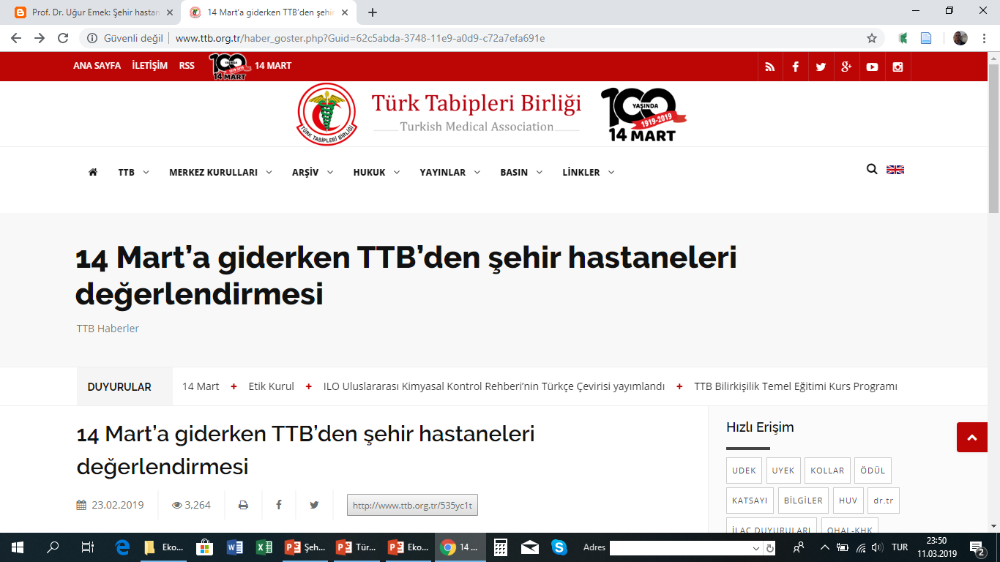 Prof. Dr. Uğur Emek: Şehir hastan
14 Mart'a giderken TTB'den şehir
Güvenli değil
www.ttb.org.tr/haber_goster.php?Guid=62c5abda-3748-11e9-a0d9-c72a7efa691e
ANA SAYFA İLETİŞİM RSS 100 14 MART 14 MART
TÜRK TABİPLERİ BİRLİĞİ
Türk Tabipleri Birliği
Turkish Medical Association
100 YAŞINDA
1919-2019
14 MART
TTB MERKEZ KURULLARI ARŞİV HUKUK YAYINLAR BASIN LİNKLER
14 Mart’a giderken TTB’den şehir hastaneleri
değerlendirmesi
TTB Haberler
DUYURULAR 14 Mart + Etik Kurul + ILO Uluslararası Kimyasal Kontrol Rehberi’nin Türkçe Çevirisi yayımlandı + TTB Bilirkişilik Temel Eğitimi Kurs Programı
14 Mart’a giderken TTB’den şehir hastaneleri
değerlendirmesi
23.02.2019 3,264 http://www.ttb.org.tr/535yc1t
Hızlı Erişim
UDEK UYEK KOLLAR ÖDÜL
KATSAYI BİLGİLER HUV dr.tr
İLAÇ DUYURULARI OHAL-KHK
Eko... Şeh... Tür... Eko... 14 ... Adres TUR
23:50
11.03.2019
2